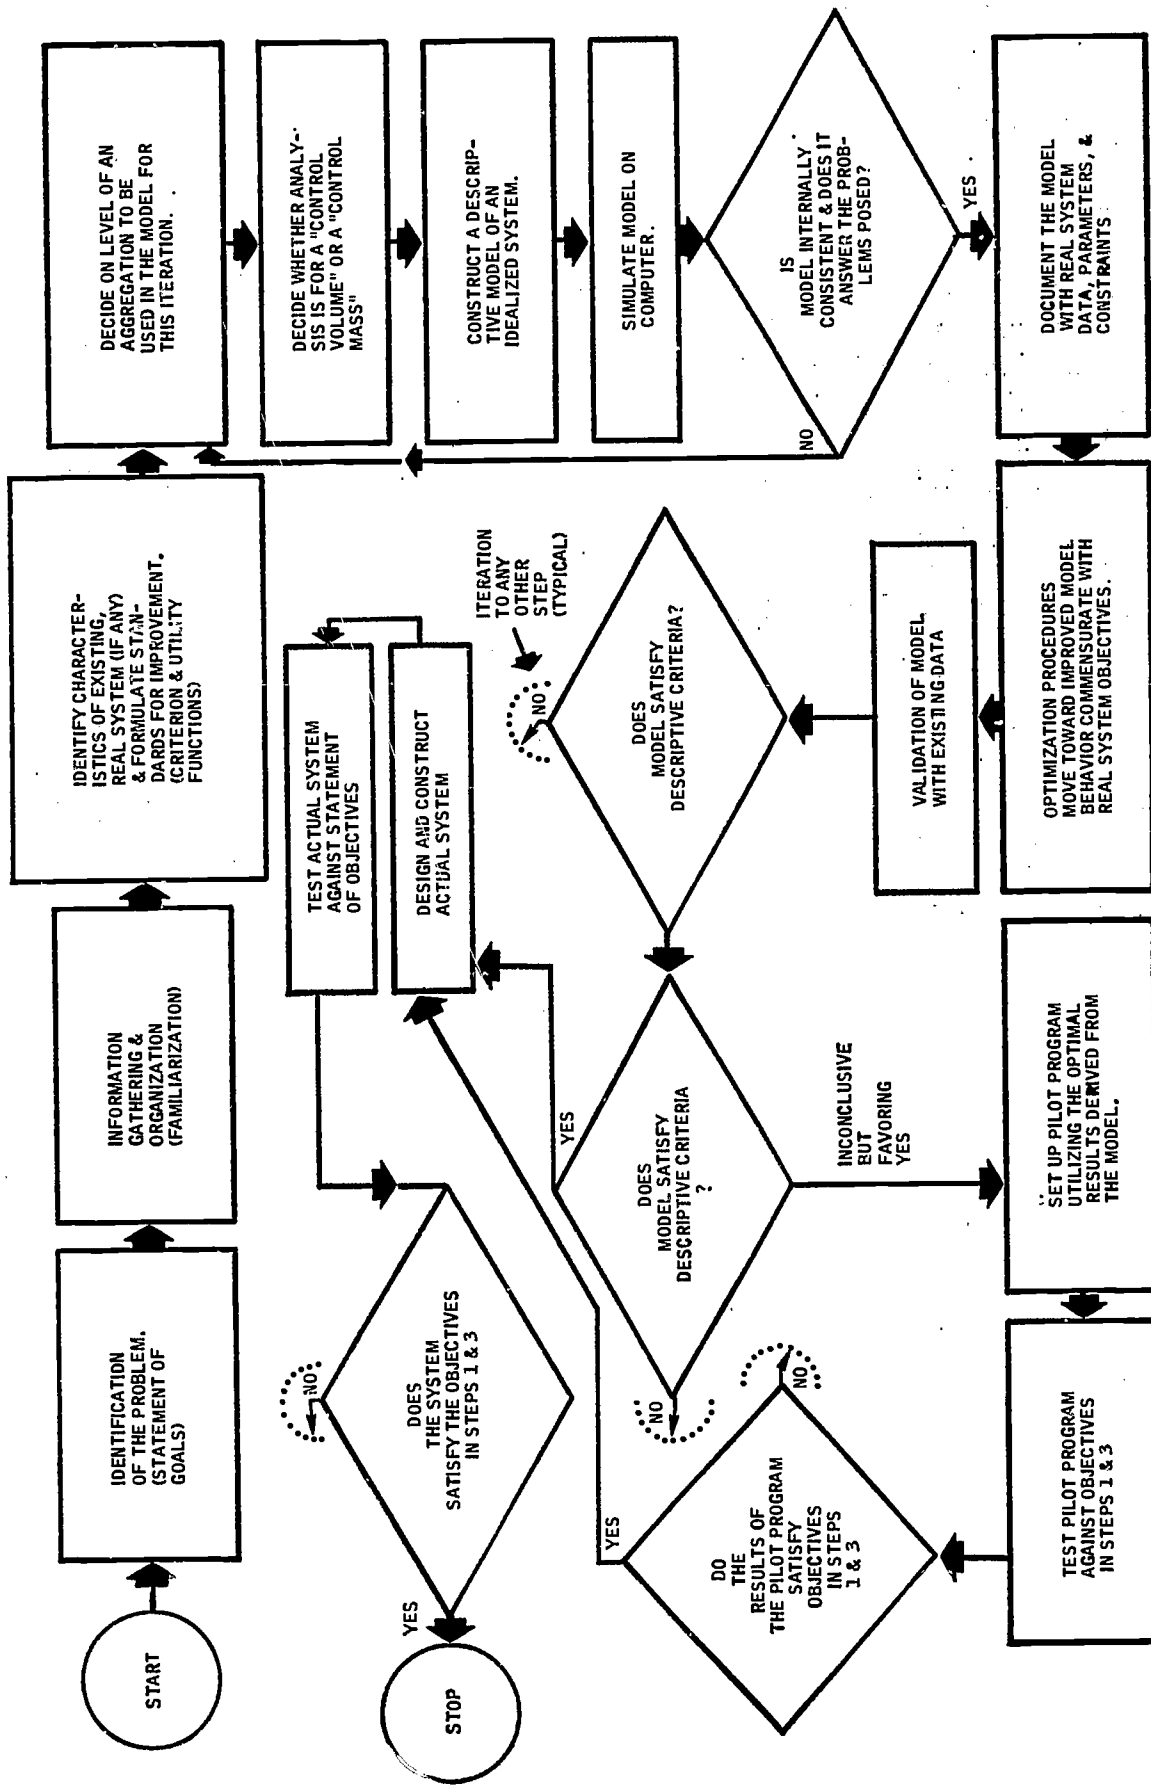 START
IDENTIFICATION
OF THE PROBLEM.
(STATEMENT OF
GOALS)
INFORMATION
GATHERING &
ORGANIZATION
(FAMILIARIZATION)
IDENTIFY CHARACTER-
ISTICS OF EXISTING,
REAL SYSTEM (IF ANY)
& FORMULATE STAN-
DARDS FOR IMPROVEMENT.
(CRITERION & UTILITY
FUNCTIONS)
DECIDE ON LEVEL OF AN
AGGREGATION TO BE
USED IN THE MODEL FOR
THIS ITERATION.
DECIDE WHETHER ANALY-
SIS IS FOR A "CONTROL
VOLUME" OR A "CONTROL
MASS"
CONSTRUCT A DESCRIP-
TIVE MODEL OF AN
IDEALIZED SYSTEM.
SIMULATE MODEL ON
COMPUTER.
IS
MODEL INTERNALLY
CONSISTENT & DOES IT
ANSWER THE PROB-
LEMS POSED?
NO
YES
DOCUMENT THE MODEL
WITH REAL SYSTEM
DATA, PARAMETERS, &
CONSTRAINTS
OPTIMIZATION PROCEDURES
MOVE TOWARD IMPROVED MODEL
BEHAVIOR COMMENSURATE WITH
REAL SYSTEM OBJECTIVES.
VALIDATION OF MODEL
WITH EXISTING DATA
DOES
MODEL SATISFY
DESCRIPTIVE CRITERIA?
NO
ITERATION
TO ANY
OTHER
STEP
(TYPICAL)
DOES
MODEL SATISFY
DESCRIPTIVE CRITERIA
?
NO
YES
INCONCLUSIVE
BUT
FAVORING
YES
SET UP PILOT PROGRAM
UTILIZING THE OPTIMAL
RESULTS DERIVED FROM
THE MODEL.
TEST PILOT PROGRAM
AGAINST OBJECTIVES
IN STEPS 1 & 3
DO
THE
RESULTS OF
THE PILOT PROGRAM
SATISFY
OBJECTIVES
IN STEPS
1 & 3
NO
YES
DESIGN AND CONSTRUCT
ACTUAL SYSTEM
TEST ACTUAL SYSTEM
AGAINST STATEMENT
OF OBJECTIVES
DOES
THE SYSTEM
SATISFY THE OBJECTIVES
IN STEPS 1 & 3
NO
YES
STOP